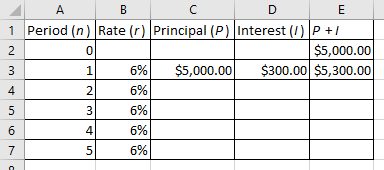 A B C D E
1 Period (n) Rate (r) Principal (P) Interest (I) P + I
2 0 $5,000.00
3 1 6% $5,000.00 $300.00 $5,300.00
4 2 6%
5 3 6%
6 4 6%
7 5 6%